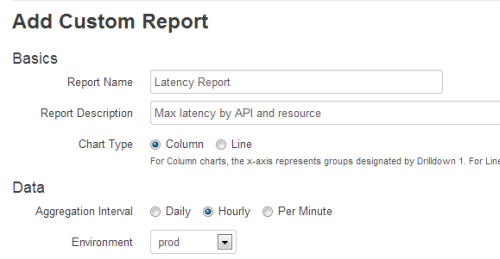 Add Custom Report
Basics
Report Name Latency Report
Report Description Max latency by API and resource
Chart Type Column Line
For Column charts, the x-axis represents groups designated by Drilldown 1. For Line
Data
Aggregation Interval Daily Hourly Per Minute
Environment prod